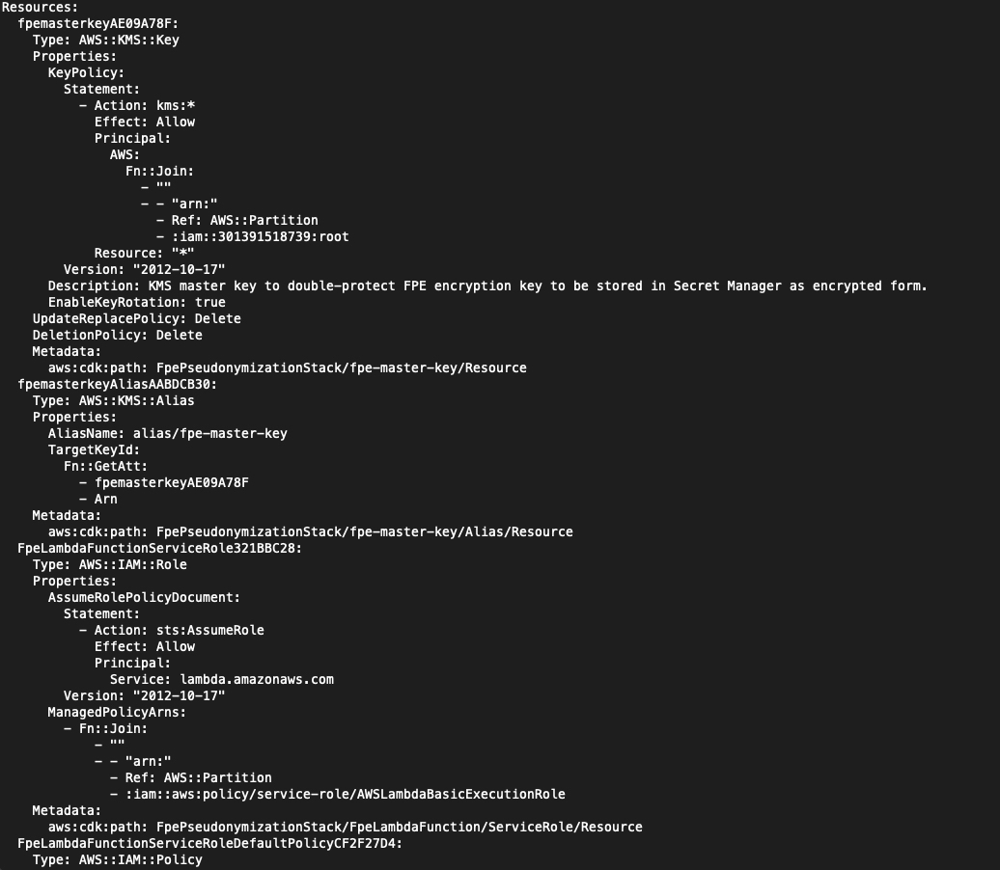 Resources:
  fpemasterkeyAE09A78F:
    Type: AWS::KMS::Key
    Properties:
      KeyPolicy:
        Statement:
          - Action: kms:*
            Effect: Allow
            Principal:
              AWS:
                Fn::Join:
                  - ""
                  - - "arn:"
                    - Ref: AWS::Partition
                    - :iam::301391518739:root
            Resource: "*"
        Version: "2012-10-17"
      Description: KMS master key to double-protect FPE encryption key to be stored in Secret Manager as encrypted form.
      EnableKeyRotation: true
    UpdateReplacePolicy: Delete
    DeletionPolicy: Delete
    Metadata:
      aws:cdk:path: FpePseudonymizationStack/fpe-master-key/Resource
  fpemasterkeyAliasAABDCB30:
    Type: AWS::KMS::Alias
    Properties:
      AliasName: alias/fpe-master-key
      TargetKeyId:
        Fn::GetAtt:
          - fpemasterkeyAE09A78F
          - Arn
    Metadata:
      aws:cdk:path: FpePseudonymizationStack/fpe-master-key/Alias/Resource
  FpeLambdaFunctionServiceRole321BBC28:
    Type: AWS::IAM::Role
    Properties:
      AssumeRolePolicyDocument:
        Statement:
          - Action: sts:AssumeRole
            Effect: Allow
            Principal:
              Service: lambda.amazonaws.com
        Version: "2012-10-17"
      ManagedPolicyArns:
        - Fn::Join:
            - ""
            - - "arn:"
              - Ref: AWS::Partition
              - :iam::aws:policy/service-role/AWSLambdaBasicExecutionRole
    Metadata:
      aws:cdk:path: FpePseudonymizationStack/FpeLambdaFunction/ServiceRole/Resource
  FpeLambdaFunctionServiceRoleDefaultPolicyCF2F27D4:
    Type: AWS::IAM::Policy